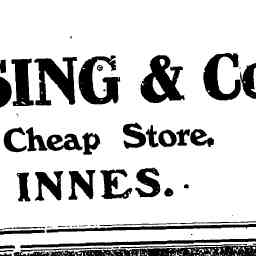 SING & Co
Cheap Store.
INNES.